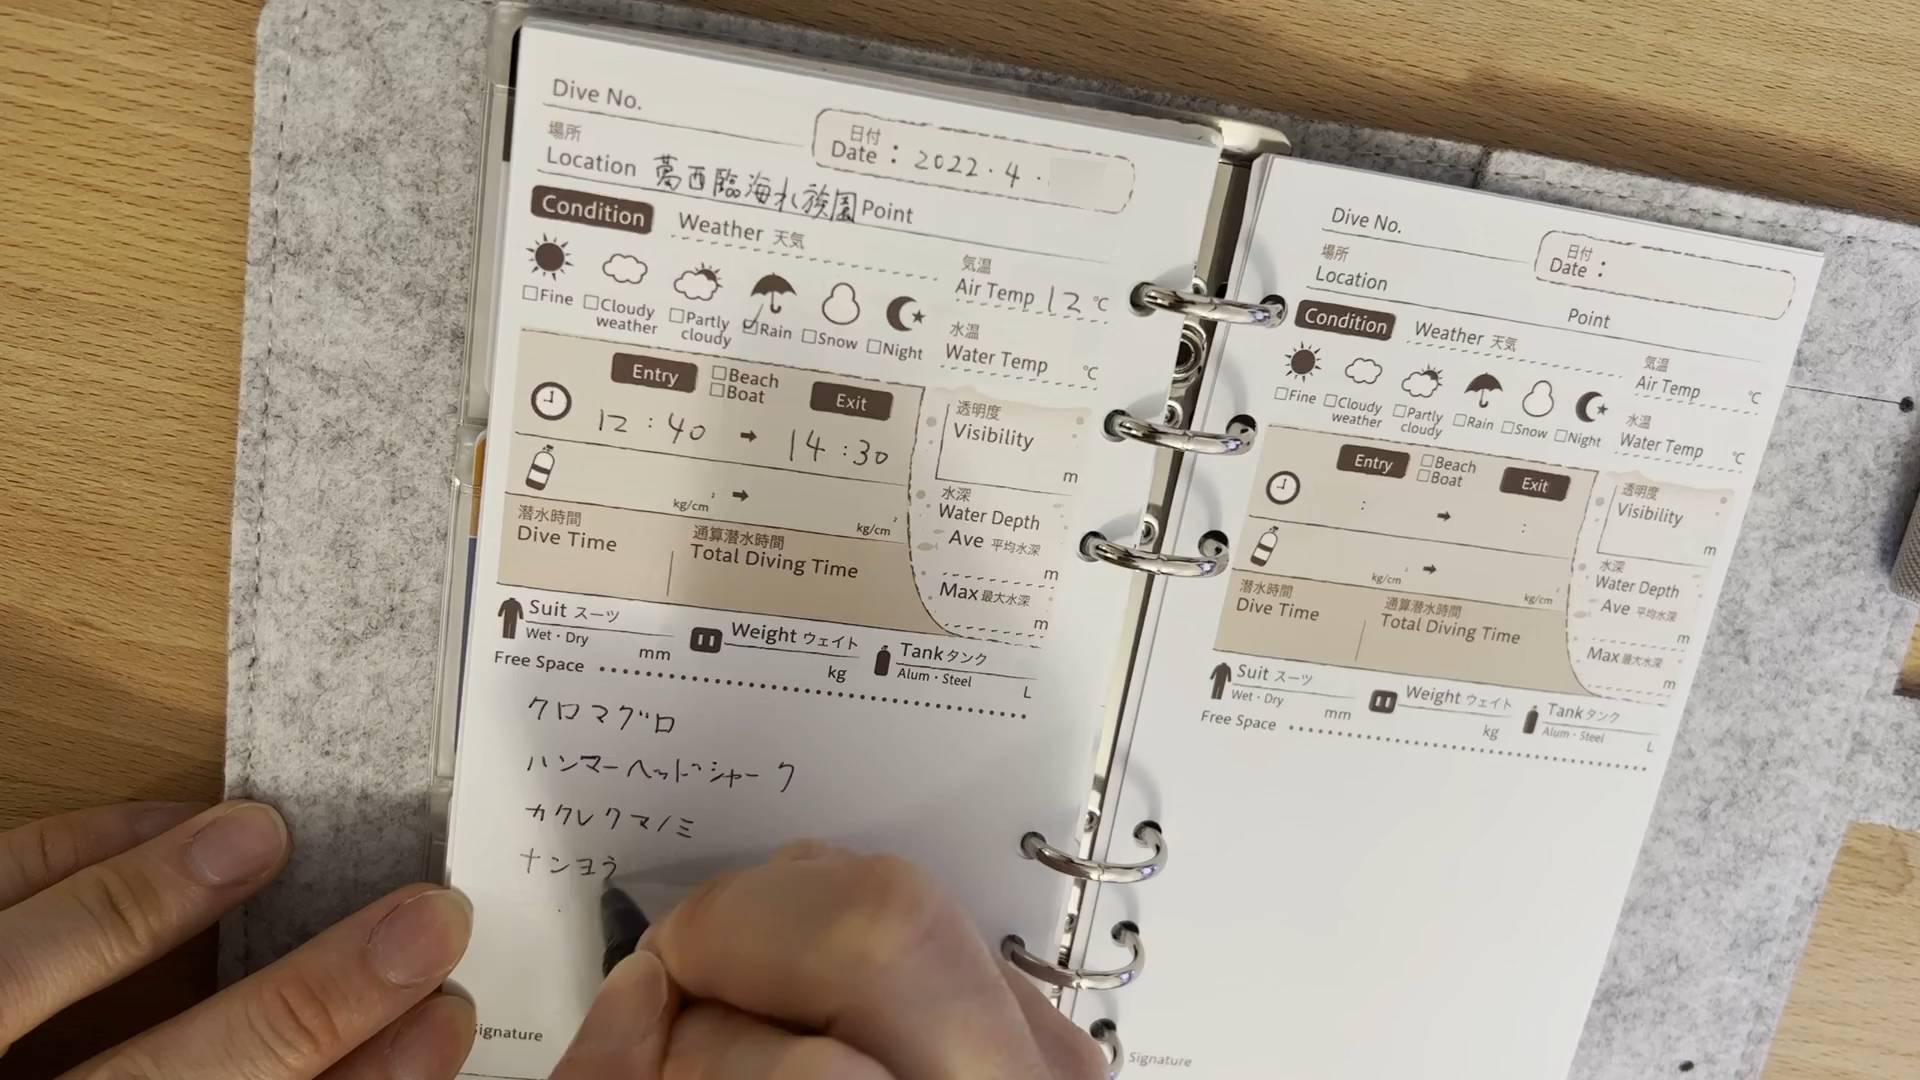 Dive No.
日付
Date : 2022・4・
場所
Location 葛西臨海水族園 Point
Condition Weather 天気
Fine Cloudy weather Partly cloudy Rain Snow Night
気温
Air Temp 12 ℃
水温
Water Temp ℃
Entry Beach Boat Exit
12:40 → 14:30
kg/cm² → kg/cm²
潜水時間
Dive Time
通算潜水時間
Total Diving Time
透明度
Visibility
m
水深
Water Depth
Ave 平均水深
m
Max 最大水深
m
Suit スーツ
Wet・Dry mm
Weight ウェイト
kg
Tank タンク
Alum・Steel L
Free Space
クロマグロ
ハンマーヘッドシャーク
カクレクマノミ
ナンヨう
Signature
Dive No.
日付
Date :
場所
Location
Point
Condition Weather 天気
Fine Cloudy weather Partly cloudy Rain Snow Night
気温
Air Temp ℃
水温
Water Temp ℃
Entry Beach Boat Exit
: → :
kg/cm² → kg/cm²
潜水時間
Dive Time
通算潜水時間
Total Diving Time
透明度
Visibility
m
水深
Water Depth
Ave 平均水深
m
Max 最大水深
m
Suit スーツ
Wet・Dry mm
Weight ウェイト
kg
Tank タンク
Alum・Steel L
Free Space
Signature